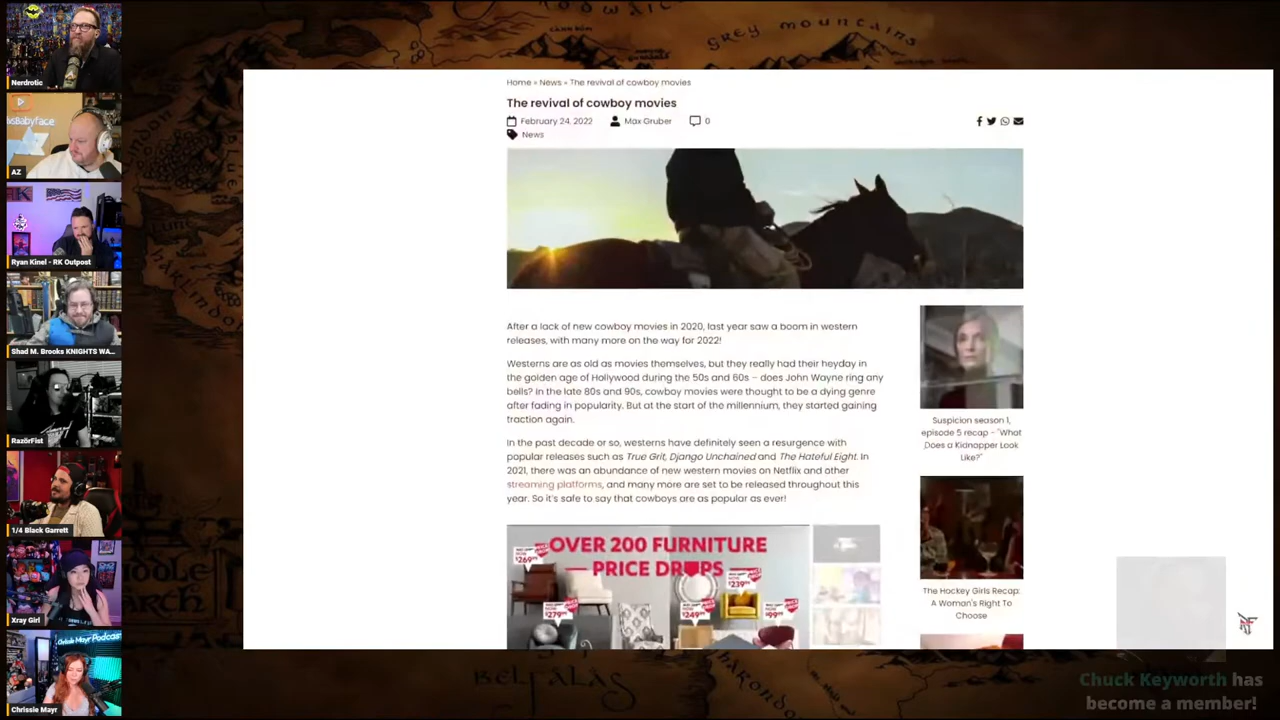 GREY MOUNTAINS
Nerdrotic
AZ
Ryan Kinel - RK Outpost
Shad M. Brooks KNIGHTS WA...
RazörFist
1/4 Black Garrett
Xray Girl
Chrissie Mayr
Home » News » The revival of cowboy movies
The revival of cowboy movies
February 24, 2022 Max Gruber 0
News
After a lack of new cowboy movies in 2020, last year saw a boom in western
releases, with many more on the way for 2022!
Westerns are as old as movies themselves, but they really had their heyday in
the golden age of Hollywood during the 50s and 60s – does John Wayne ring any
bells? In the late 80s and 90s, cowboy movies were thought to be a dying genre
after fading in popularity. But at the start of the millennium, they started gaining
traction again.
In the past decade or so, westerns have definitely seen a resurgence with
popular releases such as True Grit, Django Unchained and The Hateful Eight. In
2021, there was an abundance of new western movies on Netflix and other
streaming platforms, and many more are set to be released throughout this
year. So it's safe to say that cowboys are as popular as ever!
OVER 200 FURNITURE
— PRICE DROPS —
$269
$239
$279
$249
$99
Suspicion season 1,
episode 5 recap - "What
Does a Kidnapper Look
Like?"
The Hockey Girls Recap:
A Woman's Right To
Choose
BELFALAS
Chuck Keyworth has
become a member!